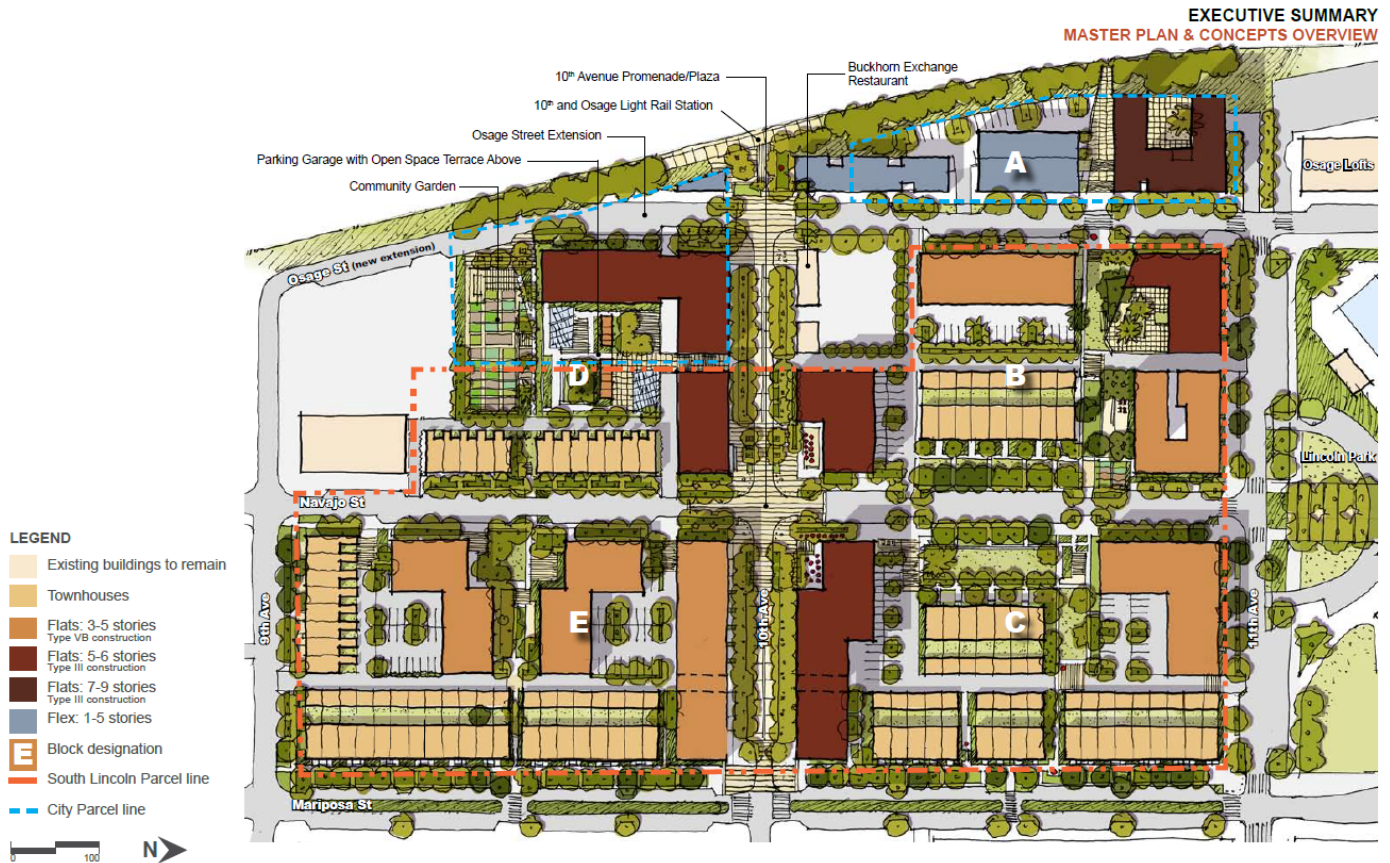 EXECUTIVE SUMMARY
MASTER PLAN & CONCEPTS OVERVIEW
10th Avenue Promenade/Plaza
Buckhorn Exchange
Restaurant
10th and Osage Light Rail Station
Osage Street Extension
Parking Garage with Open Space Terrace Above
Community Garden
A
Osage Lofts
Osage St (new extension)
D
B
Lincoln Park
Navajo St
9th Ave
E
10th Ave
C
11th Ave
Mariposa St
LEGEND
Existing buildings to remain
Townhouses
Flats: 3-5 stories
Type VB construction
Flats: 5-6 stories
Type III construction
Flats: 7-9 stories
Type III construction
Flex: 1-5 stories
E Block designation
South Lincoln Parcel line
City Parcel line
0 100
N